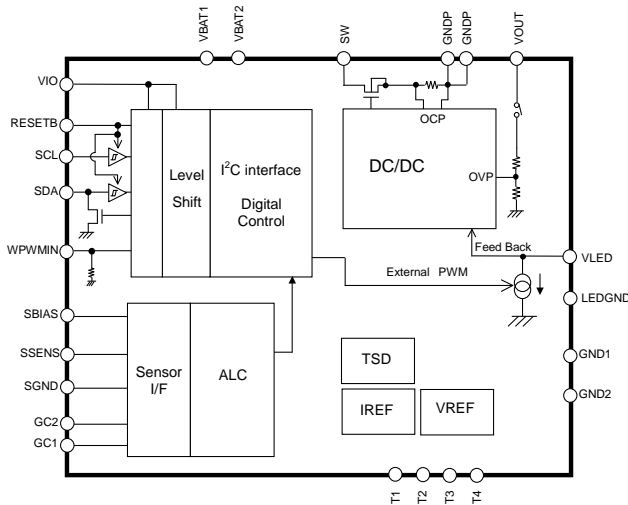 VBAT1
VBAT2
SW
GNDP
GNDP
VOUT
VIO
RESETB
SCL
SDA
WPWMIN
Level
Shift
I²C interface
Digital
Control
OCP
DC/DC
OVP
Feed Back
External PWM
VLED
LEDGND
GND1
GND2
SBIAS
SSENS
SGND
GC2
GC1
Sensor
I/F
ALC
TSD
IREF
VREF
T1
T2
T3
T4